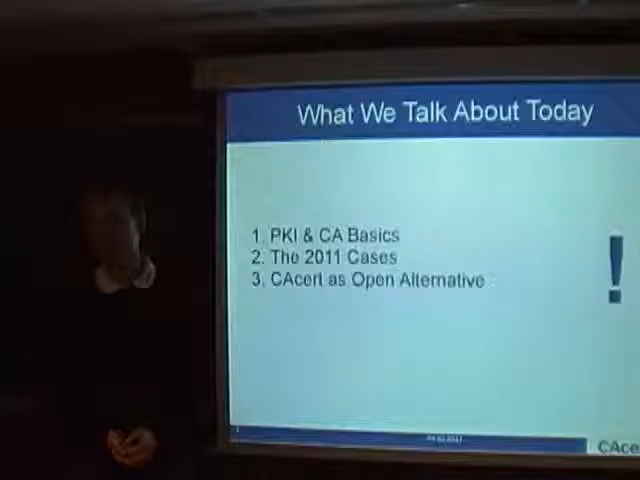 What We Talk About Today
1. PKI & CA Basics
2. The 2011 Cases
3. CAcert as Open Alternative
!
CAce